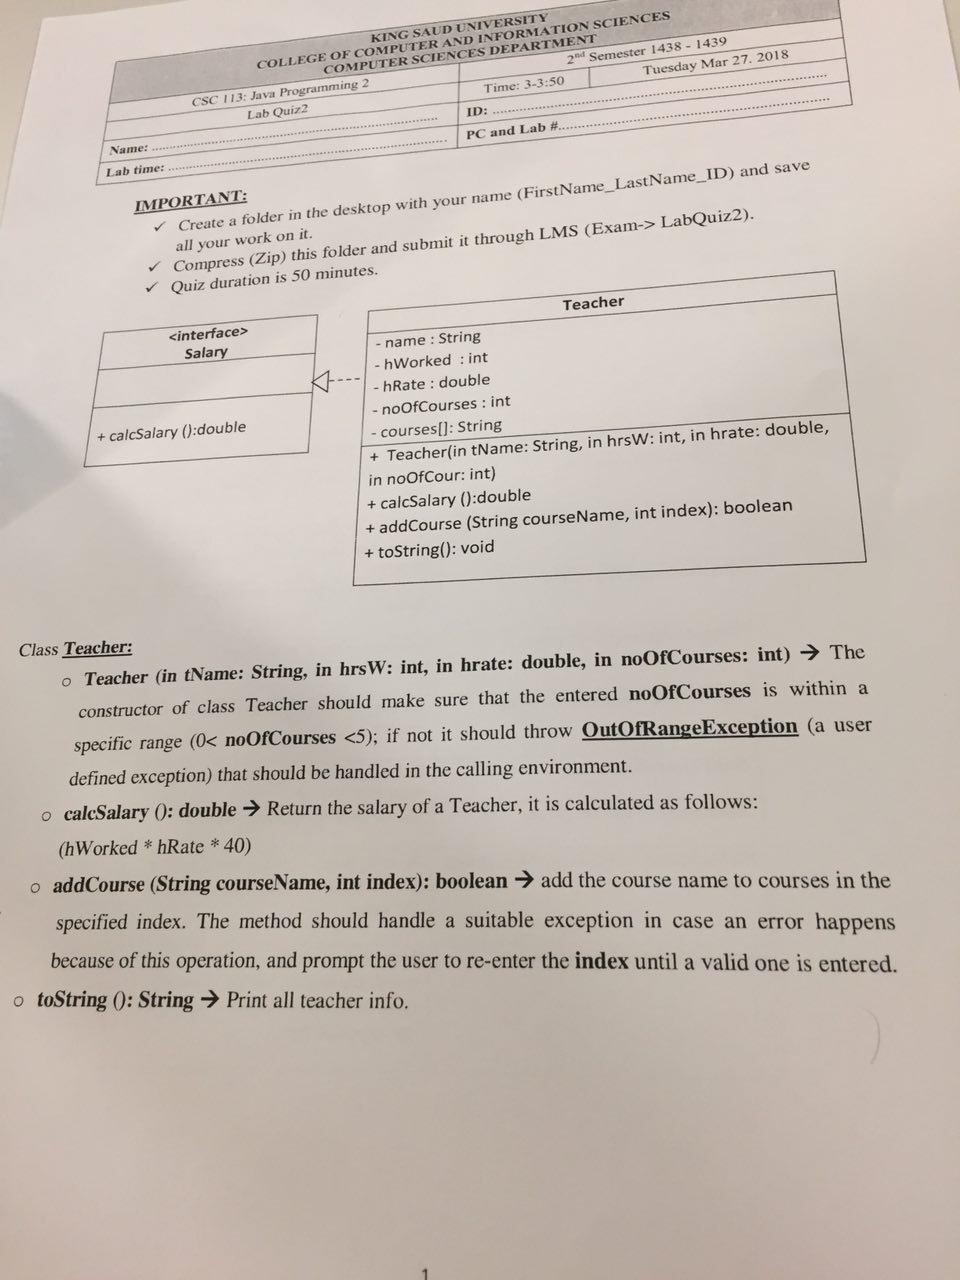 KING SAUD UNIVERSITY
COLLEGE OF COMPUTER AND INFORMATION SCIENCES
COMPUTER SCIENCES DEPARTMENT
CSC 113: Java Programming 2
2nd Semester 1438 - 1439
Lab Quiz2
Time: 3-3:50
Tuesday Mar 27. 2018
Name: ..........................................................................
ID: ..........................................................................
Lab time: ......................................................................
PC and Lab #..................................................................
IMPORTANT:
✓ Create a folder in the desktop with your name (FirstName_LastName_ID) and save
all your work on it.
✓ Compress (Zip) this folder and submit it through LMS (Exam-> LabQuiz2).
✓ Quiz duration is 50 minutes.
<interface>
Salary
+ calcSalary ():double
Teacher
- name : String
- hWorked : int
- hRate : double
- noOfCourses : int
- courses[]: String
+ Teacher(in tName: String, in hrsW: int, in hrate: double,
in noOfCour: int)
+ calcSalary ():double
+ addCourse (String courseName, int index): boolean
+ toString(): void
Class Teacher:
o Teacher (in tName: String, in hrsW: int, in hrate: double, in noOfCourses: int) → The
constructor of class Teacher should make sure that the entered noOfCourses is within a
specific range (0< noOfCourses <5); if not it should throw OutOfRangeException (a user
defined exception) that should be handled in the calling environment.
o calcSalary (): double → Return the salary of a Teacher, it is calculated as follows:
(hWorked * hRate * 40)
o addCourse (String courseName, int index): boolean → add the course name to courses in the
specified index. The method should handle a suitable exception in case an error happens
because of this operation, and prompt the user to re-enter the index until a valid one is entered.
o toString (): String → Print all teacher info.
1